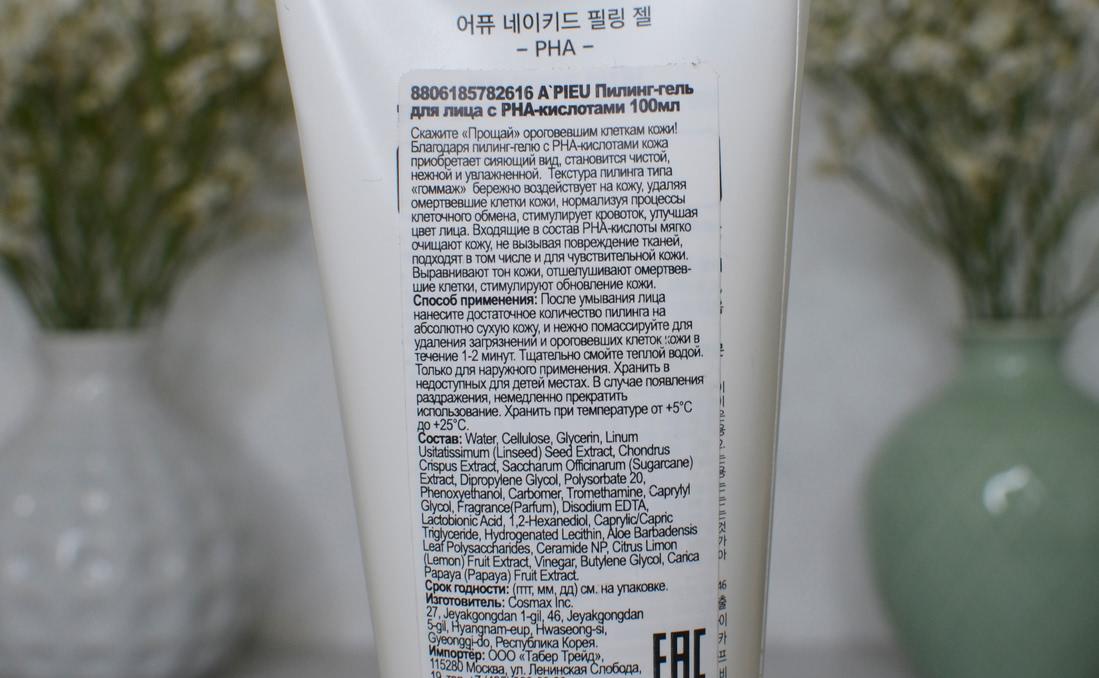 어퓨 네이키드 필링 젤
– PHA –
8806185782616 A`PIEU Пилинг-гель
для лица с PHA-кислотами 100мл
Скажите «Прощай» ороговевшим клеткам кожи!
Благодаря пилинг-гелю с PHA-кислотами кожа
приобретает сияющий вид, становится чистой,
нежной и увлажненной. Текстура пилинга типа
«гоммаж» бережно воздействует на кожу, удаляя
омертвевшие клетки кожи, нормализуя процессы
клеточного обмена, стимулирует кровоток, улучшая
цвет лица. Входящие в состав PHA-кислоты мягко
очищают кожу, не вызывая повреждение тканей,
подходят в том числе и для чувствительной кожи.
Выравнивают тон кожи, отшелушивают омертвев-
шие клетки, стимулируют обновление кожи.
Способ применения: После умывания лица
нанесите достаточное количество пилинга на
абсолютно сухую кожу, и нежно помассируйте для
удаления загрязнений и ороговевших клеток кожи в
течение 1-2 минут. Тщательно смойте теплой водой.
Только для наружного применения. Хранить в
недоступных для детей местах. В случае появления
раздражения, немедленно прекратить
использование. Хранить при температуре от +5°C
до +25°C.
Состав: Water, Cellulose, Glycerin, Linum
Usitatissimum (Linseed) Seed Extract, Chondrus
Crispus Extract, Saccharum Officinarum (Sugarcane)
Extract, Dipropylene Glycol, Polysorbate 20,
Phenoxyethanol, Carbomer, Tromethamine, Caprylyl
Glycol, Fragrance(Parfum), Disodium EDTA,
Lactobionic Acid, 1,2-Hexanediol, Caprylic/Capric
Triglyceride, Hydrogenated Lecithin, Aloe Barbadensis
Leaf Polysaccharides, Ceramide NP, Citrus Limon
(Lemon) Fruit Extract, Vinegar, Butylene Glycol, Carica
Papaya (Papaya) Fruit Extract.
Срок годности: (гггг, мм, дд) см. на упаковке.
Изготовитель: Cosmax Inc.
27, Jeyakgongdan 1-gil, 46, Jeyakgongdan
5-gil, Hyangnam-eup, Hwaseong-si,
Gyeonggi-do, Республика Корея.
Импортер: ООО «Табер Трейд»,
115280 Москва, ул. Ленинская Слобода,
EAC